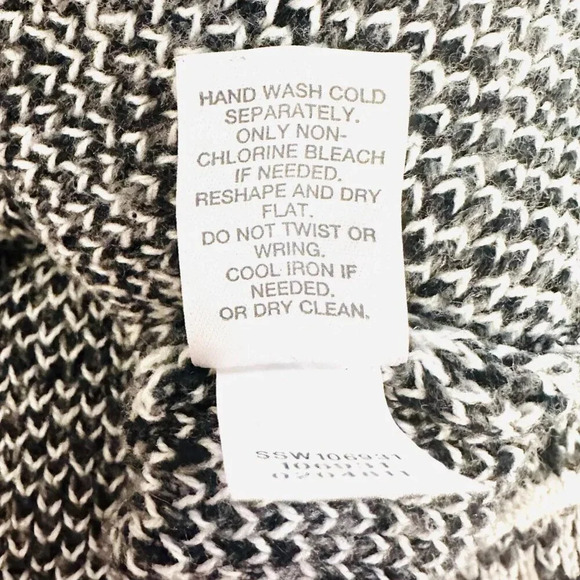 HAND WASH COLD
SEPARATELY.
ONLY NON-
CHLORINE BLEACH
IF NEEDED.
RESHAPE AND DRY
FLAT.
DO NOT TWIST OR
WRING.
COOL IRON IF
NEEDED.
OR DRY CLEAN.
SSW106931
106931